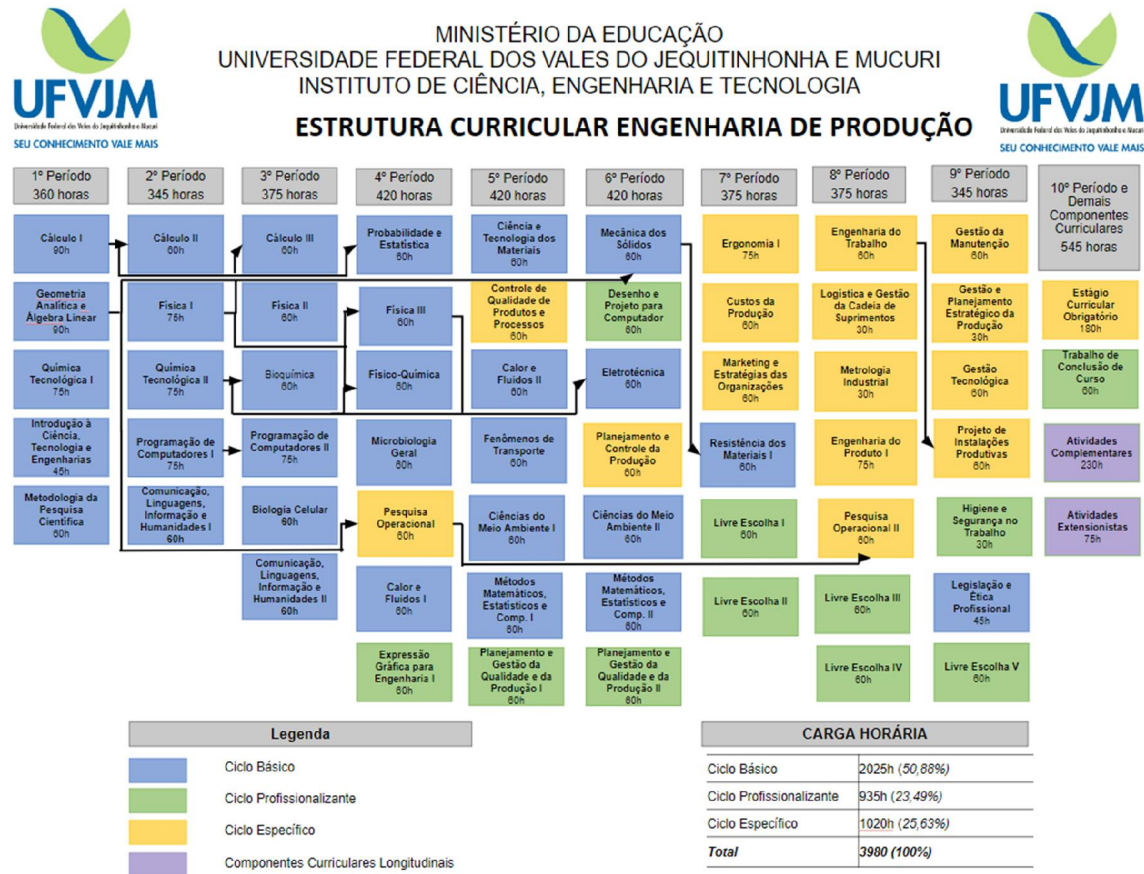 UFVJM
Universidade Federal dos Vales do Jequitinhonha e Mucuri
SEU CONHECIMENTO VALE MAIS
MINISTÉRIO DA EDUCAÇÃO
UNIVERSIDADE FEDERAL DOS VALES DO JEQUITINHONHA E MUCURI
INSTITUTO DE CIÊNCIA, ENGENHARIA E TECNOLOGIA
ESTRUTURA CURRICULAR ENGENHARIA DE PRODUÇÃO
UFVJM
Universidade Federal dos Vales do Jequitinhonha e Mucuri
SEU CONHECIMENTO VALE MAIS
1º Período
360 horas
Cálculo I
90h
Geometria
Analítica e
Álgebra Linear
90h
Química
Tecnológica I
75h
Introdução à
Ciência,
Tecnologia e
Engenharias
45h
Metodologia da
Pesquisa
Científica
60h
2º Período
345 horas
Cálculo II
60h
Física I
75h
Química
Tecnológica II
75h
Programação de
Computadores I
75h
Comunicação,
Linguagens,
Informação e
Humanidades I
60h
3º Período
375 horas
Cálculo III
60h
Física II
60h
Bioquímica
60h
Programação de
Computadores II
75h
Biologia Celular
60h
Comunicação,
Linguagens,
Informação e
Humanidades II
60h
4º Período
420 horas
Probabilidade e
Estatística
60h
Física III
60h
Físico-Química
60h
Microbiologia
Geral
60h
Pesquisa
Operacional
60h
Calor e
Fluidos I
60h
Expressão
Gráfica para
Engenharia I
60h
5º Período
420 horas
Ciência e
Tecnologia dos
Materiais
60h
Controle de
Qualidade de
Produtos e
Processos
60h
Calor e
Fluidos II
60h
Fenômenos de
Transporte
60h
Ciências do
Meio Ambiente I
60h
Métodos
Matemáticos,
Estatísticos e
Comp. I
60h
Planejamento e
Gestão da
Qualidade e da
Produção I
60h
6º Período
420 horas
Mecânica dos
Sólidos
60h
Desenho e
Projeto para
Computador
60h
Eletrotécnica
60h
Planejamento e
Controle da
Produção
60h
Ciências do Meio
Ambiente II
60h
Métodos
Matemáticos,
Estatísticos e
Comp. II
60h
Planejamento e
Gestão da
Qualidade e da
Produção II
60h
7º Período
375 horas
Ergonomia I
75h
Custos da
Produção
60h
Marketing e
Estratégias das
Organizações
60h
Resistência dos
Materiais I
60h
Livre Escolha I
60h
Livre Escolha II
60h
8º Período
375 horas
Engenharia do
Trabalho
60h
Logística e Gestão
da Cadeia de
Suprimentos
30h
Metrologia
Industrial
30h
Engenharia do
Produto I
75h
Pesquisa
Operacional II
60h
Livre Escolha III
60h
Livre Escolha IV
60h
9º Período
345 horas
Gestão da
Manutenção
60h
Gestão e
Planejamento
Estratégico da
Produção
30h
Gestão
Tecnológica
60h
Projeto de
Instalações
Produtivas
60h
Higiene e
Segurança no
Trabalho
30h
Legislação e
Ética
Profissional
45h
Livre Escolha V
60h
10º Período e
Demais
Componentes
Curriculares
545 horas
Estágio
Curricular
Obrigatório
180h
Trabalho de
Conclusão de
Curso
60h
Atividades
Complementares
230h
Atividades
Extensionistas
75h
Legenda
Ciclo Básico
Ciclo Profissionalizante
Ciclo Específico
Componentes Curriculares Longitudinais
CARGA HORÁRIA
Ciclo Básico 2025h (50,88%)
Ciclo Profissionalizante 935h (23,49%)
Ciclo Específico 1020h (25,63%)
Total 3980 (100%)